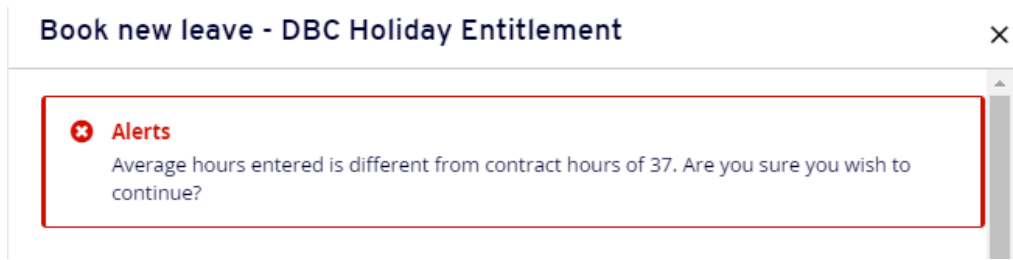 Book new leave - DBC Holiday Entitlement
Alerts
Average hours entered is different from contract hours of 37. Are you sure you wish to
continue?